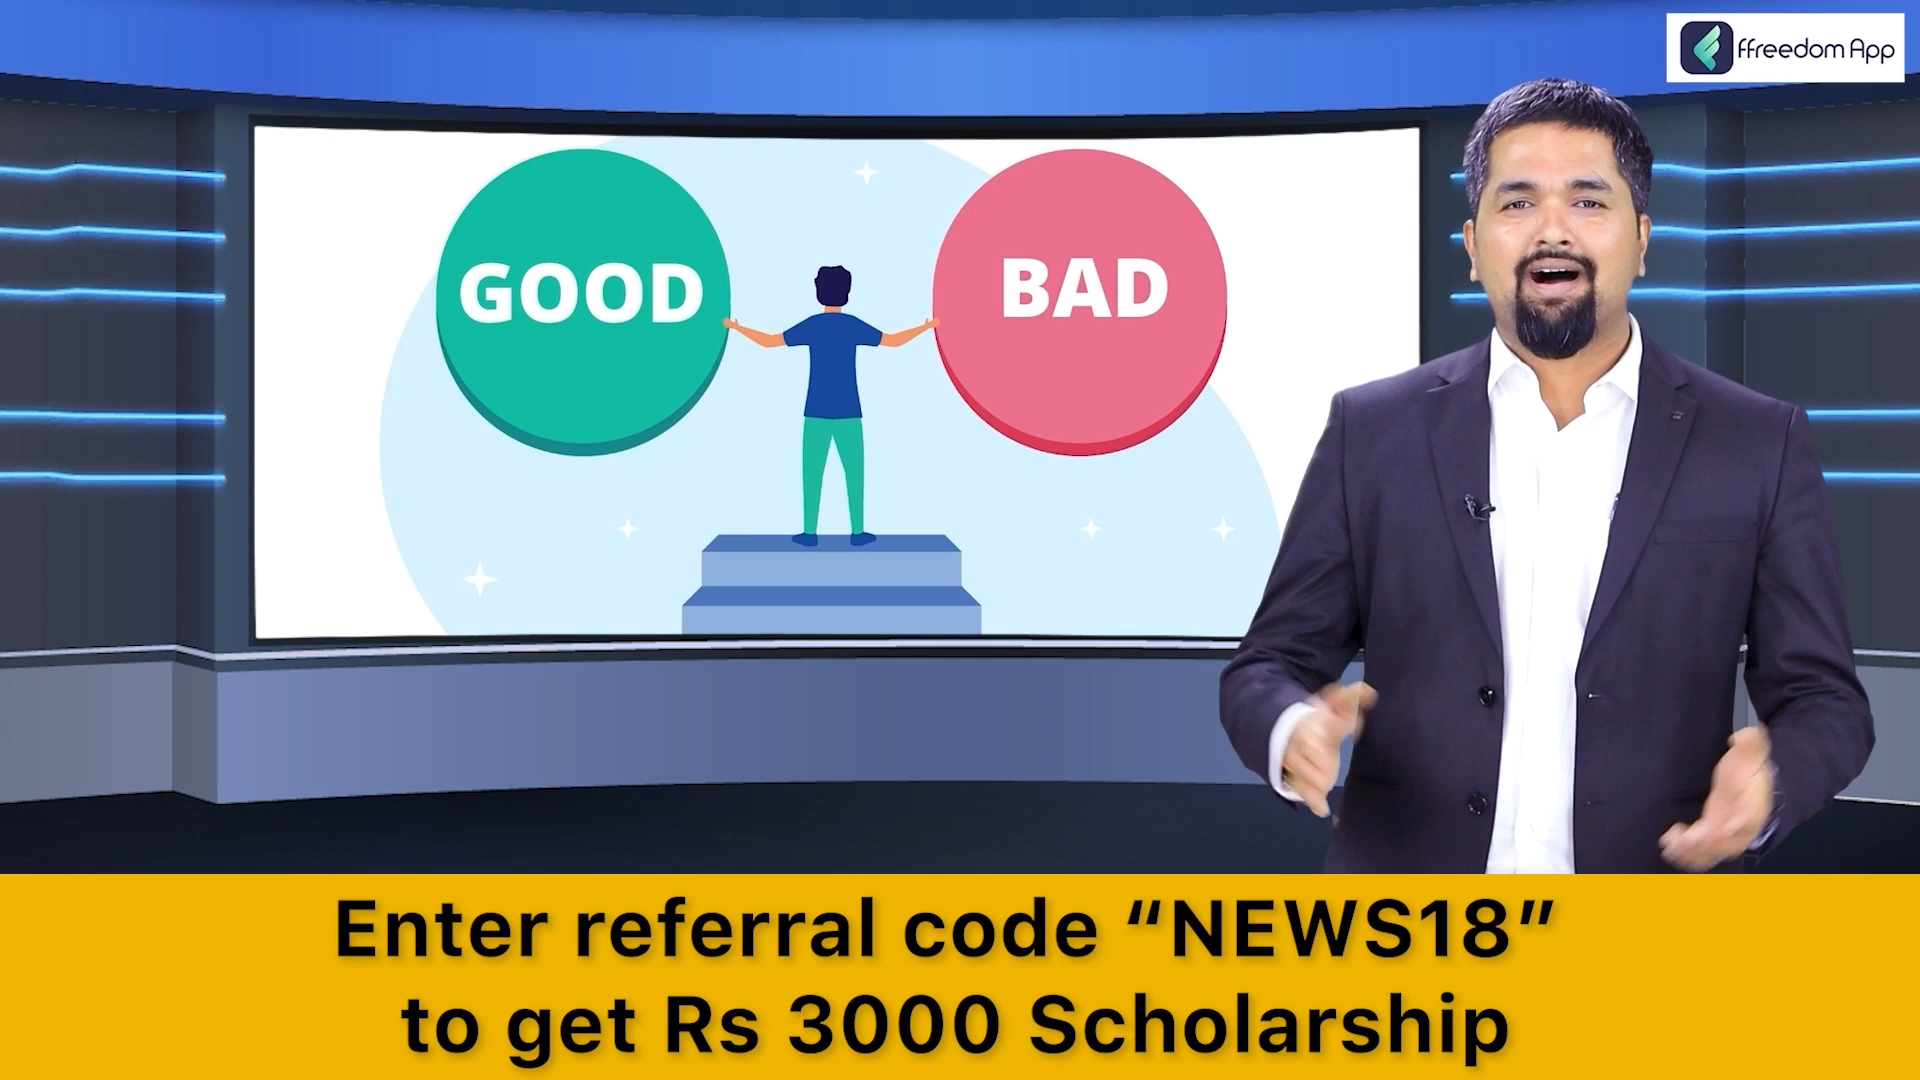 ffreedom App
GOOD
BAD
Enter referral code “NEWS18”
to get Rs 3000 Scholarship